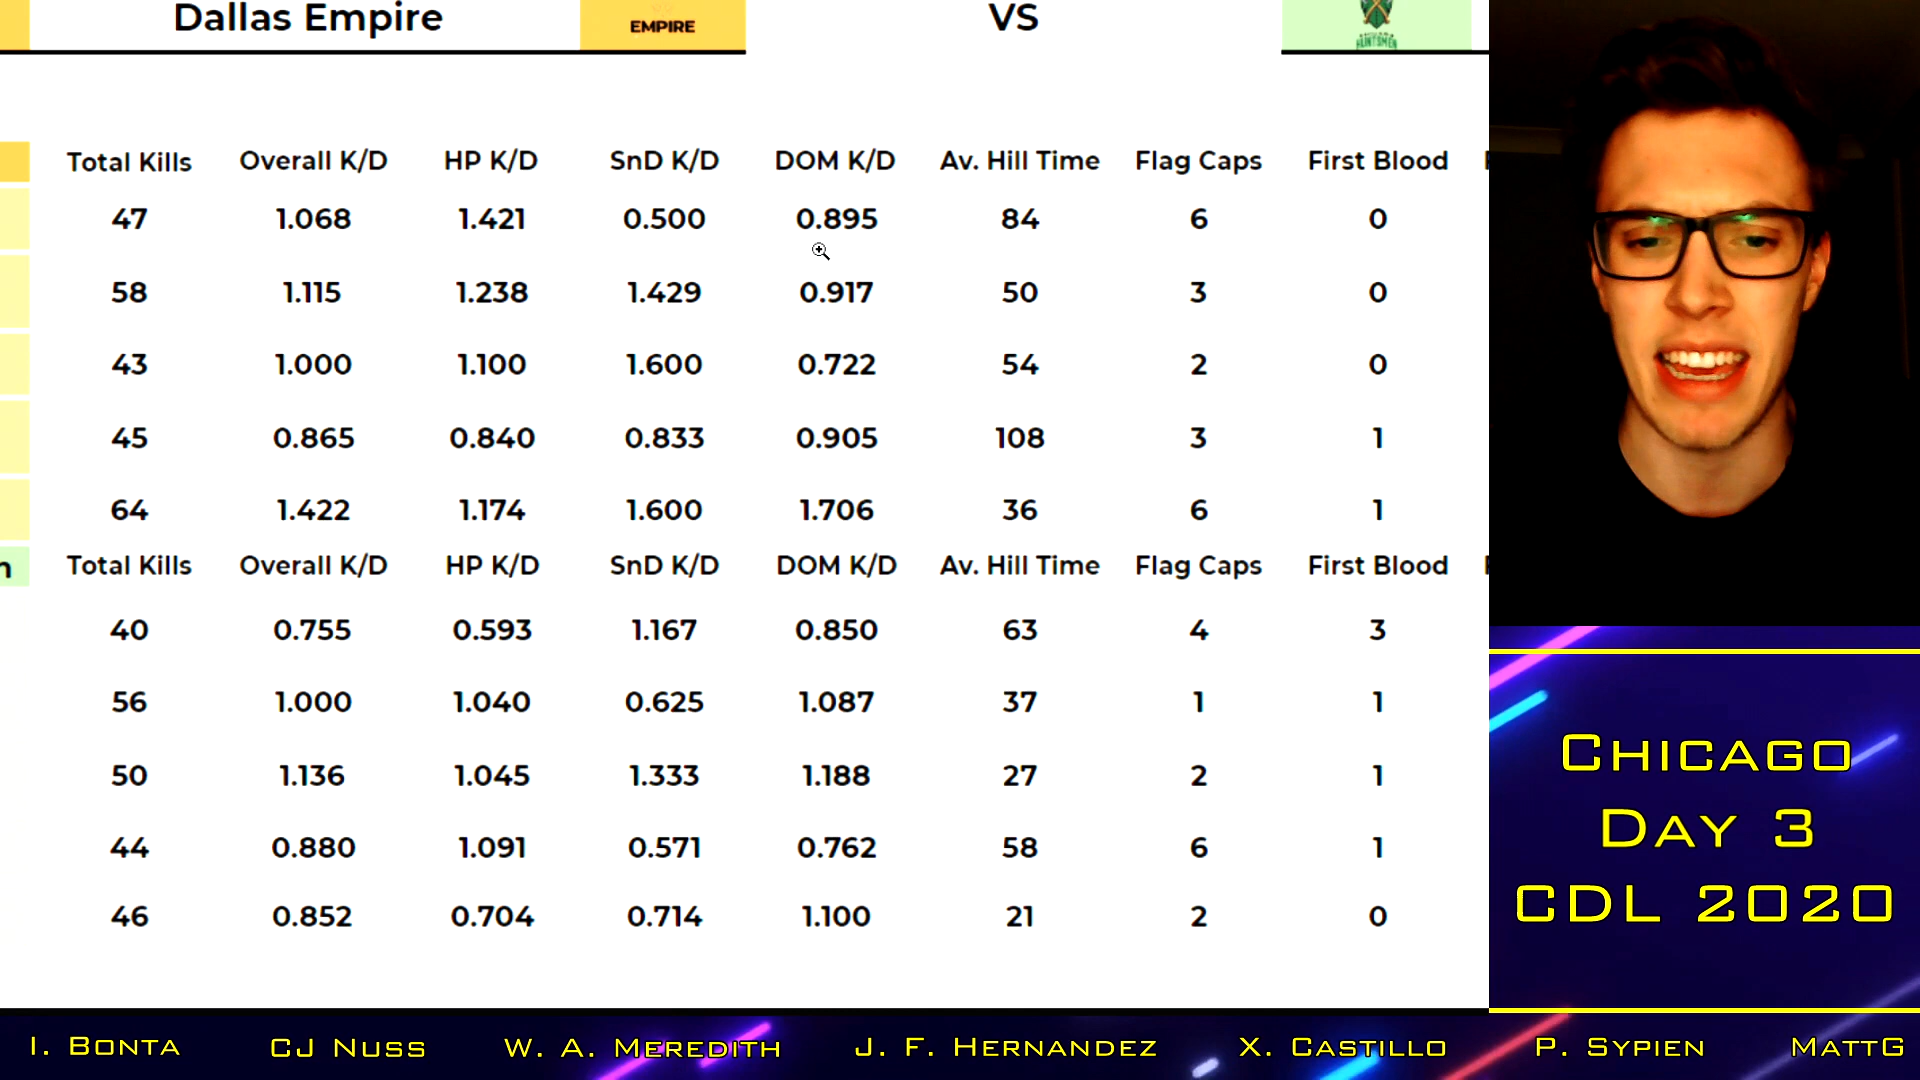 Dallas Empire
EMPIRE
VS
HUNTSMEN
Total Kills Overall K/D HP K/D SnD K/D DOM K/D Av. Hill Time Flag Caps First Blood
47 1.068 1.421 0.500 0.895 84 6 0
58 1.115 1.238 1.429 0.917 50 3 0
43 1.000 1.100 1.600 0.722 54 2 0
45 0.865 0.840 0.833 0.905 108 3 1
64 1.422 1.174 1.600 1.706 36 6 1
n Total Kills Overall K/D HP K/D SnD K/D DOM K/D Av. Hill Time Flag Caps First Blood
40 0.755 0.593 1.167 0.850 63 4 3
56 1.000 1.040 0.625 1.087 37 1 1
50 1.136 1.045 1.333 1.188 27 2 1
44 0.880 1.091 0.571 0.762 58 6 1
46 0.852 0.704 0.714 1.100 21 2 0
Chicago
Day 3
CDL 2020
I. Bonta CJ Nuss W. A. Meredith J. F. Hernandez X. Castillo P. Sypien MattG